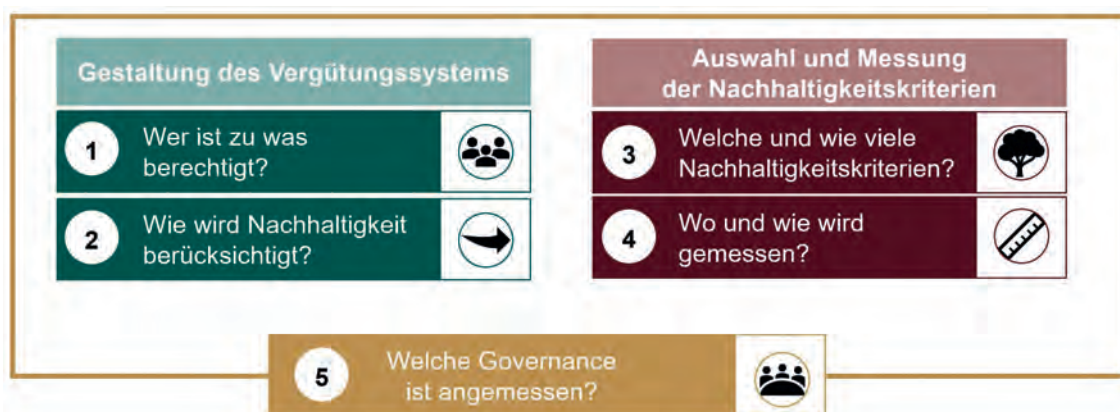 Gestaltung des Vergütungssystems
1
Wer ist zu was
berechtigt?
2
Wie wird Nachhaltigkeit
berücksichtigt?
Auswahl und Messung
der Nachhaltigkeitskriterien
3
Welche und wie viele
Nachhaltigkeitskriterien?
4
Wo und wie wird
gemessen?
5
Welche Governance
ist angemessen?